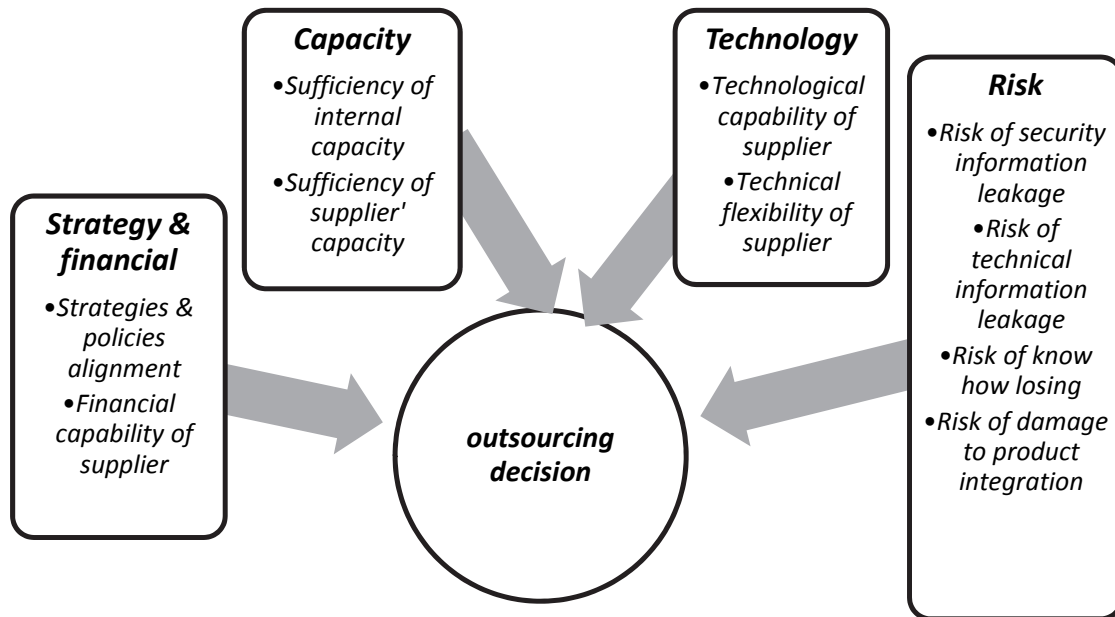 Strategy &
financial
•Strategies &
policies
alignment
•Financial
capability of
supplier
Capacity
•Sufficiency of
internal
capacity
•Sufficiency of
supplier'
capacity
Technology
•Technological
capability of
supplier
•Technical
flexibility of
supplier
Risk
•Risk of security
information
leakage
•Risk of
technical
information
leakage
•Risk of know
how losing
•Risk of damage
to product
integration
outsourcing
decision